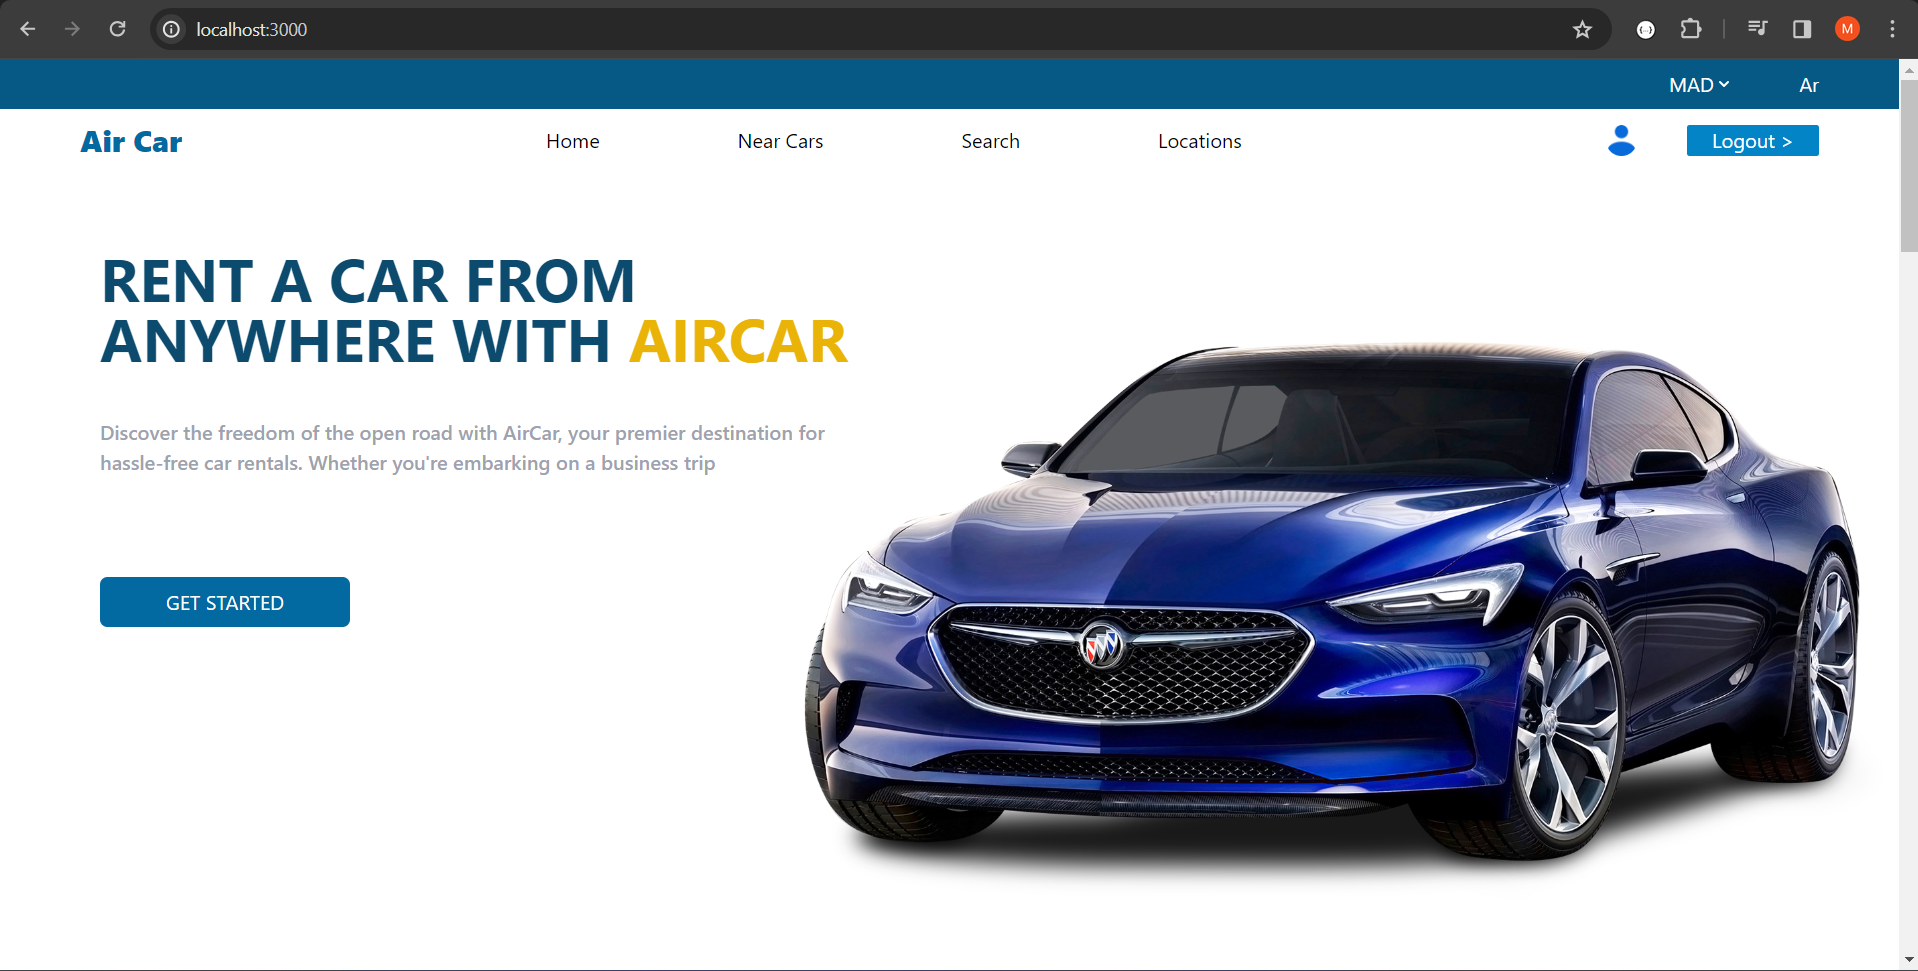 localhost:3000
M
MAD
Ar
Air Car
Home
Near Cars
Search
Locations
Logout >
RENT A CAR FROM
ANYWHERE WITH AIRCAR
Discover the freedom of the open road with AirCar, your premier destination for
hassle-free car rentals. Whether you're embarking on a business trip
GET STARTED